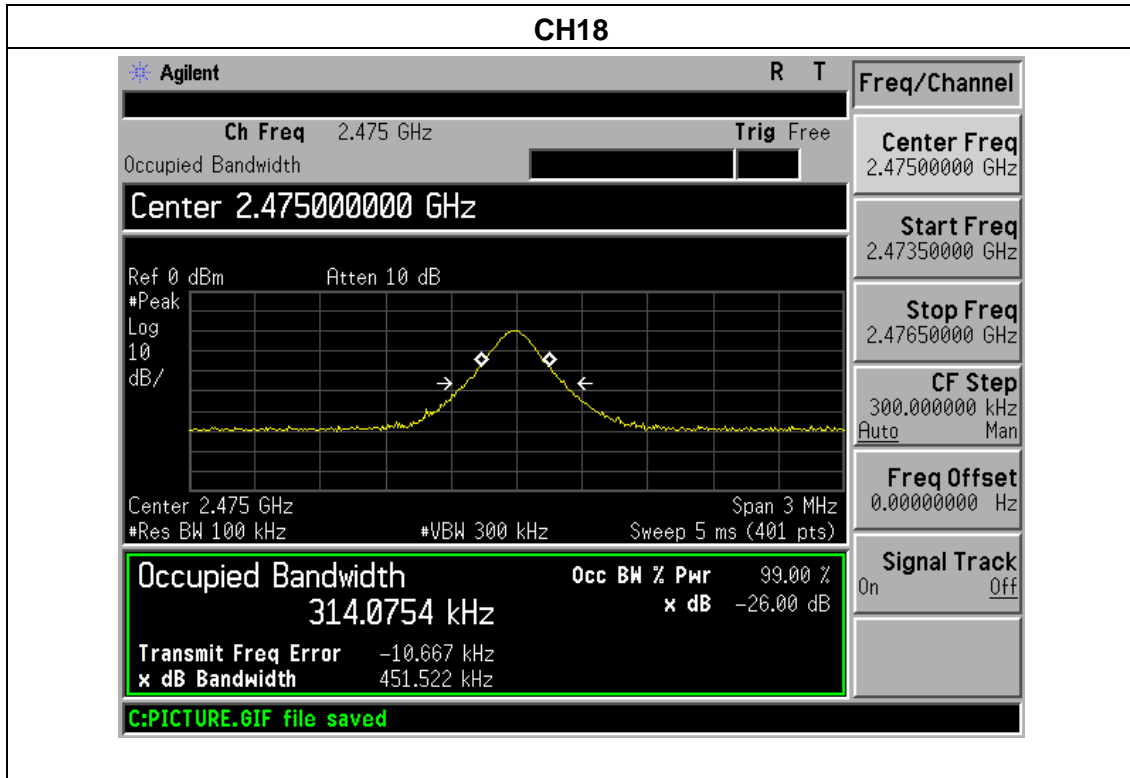 CH18
Agilent R T
Ch Freq 2.475 GHz Trig Free
Occupied Bandwidth
Center 2.475000000 GHz
Ref 0 dBm Atten 10 dB
#Peak
Log
10
dB/
Center 2.475 GHz Span 3 MHz
#Res BW 100 kHz #VBW 300 kHz Sweep 5 ms (401 pts)
Occupied Bandwidth Occ BW % Pwr 99.00 %
314.0754 kHz x dB -26.00 dB
Transmit Freq Error -10.667 kHz
x dB Bandwidth 451.522 kHz
C:PICTURE.GIF file saved
Freq/Channel
Center Freq
2.47500000 GHz
Start Freq
2.47350000 GHz
Stop Freq
2.47650000 GHz
CF Step
300.000000 kHz
Auto Man
Freq Offset
0.00000000 Hz
Signal Track
On Off